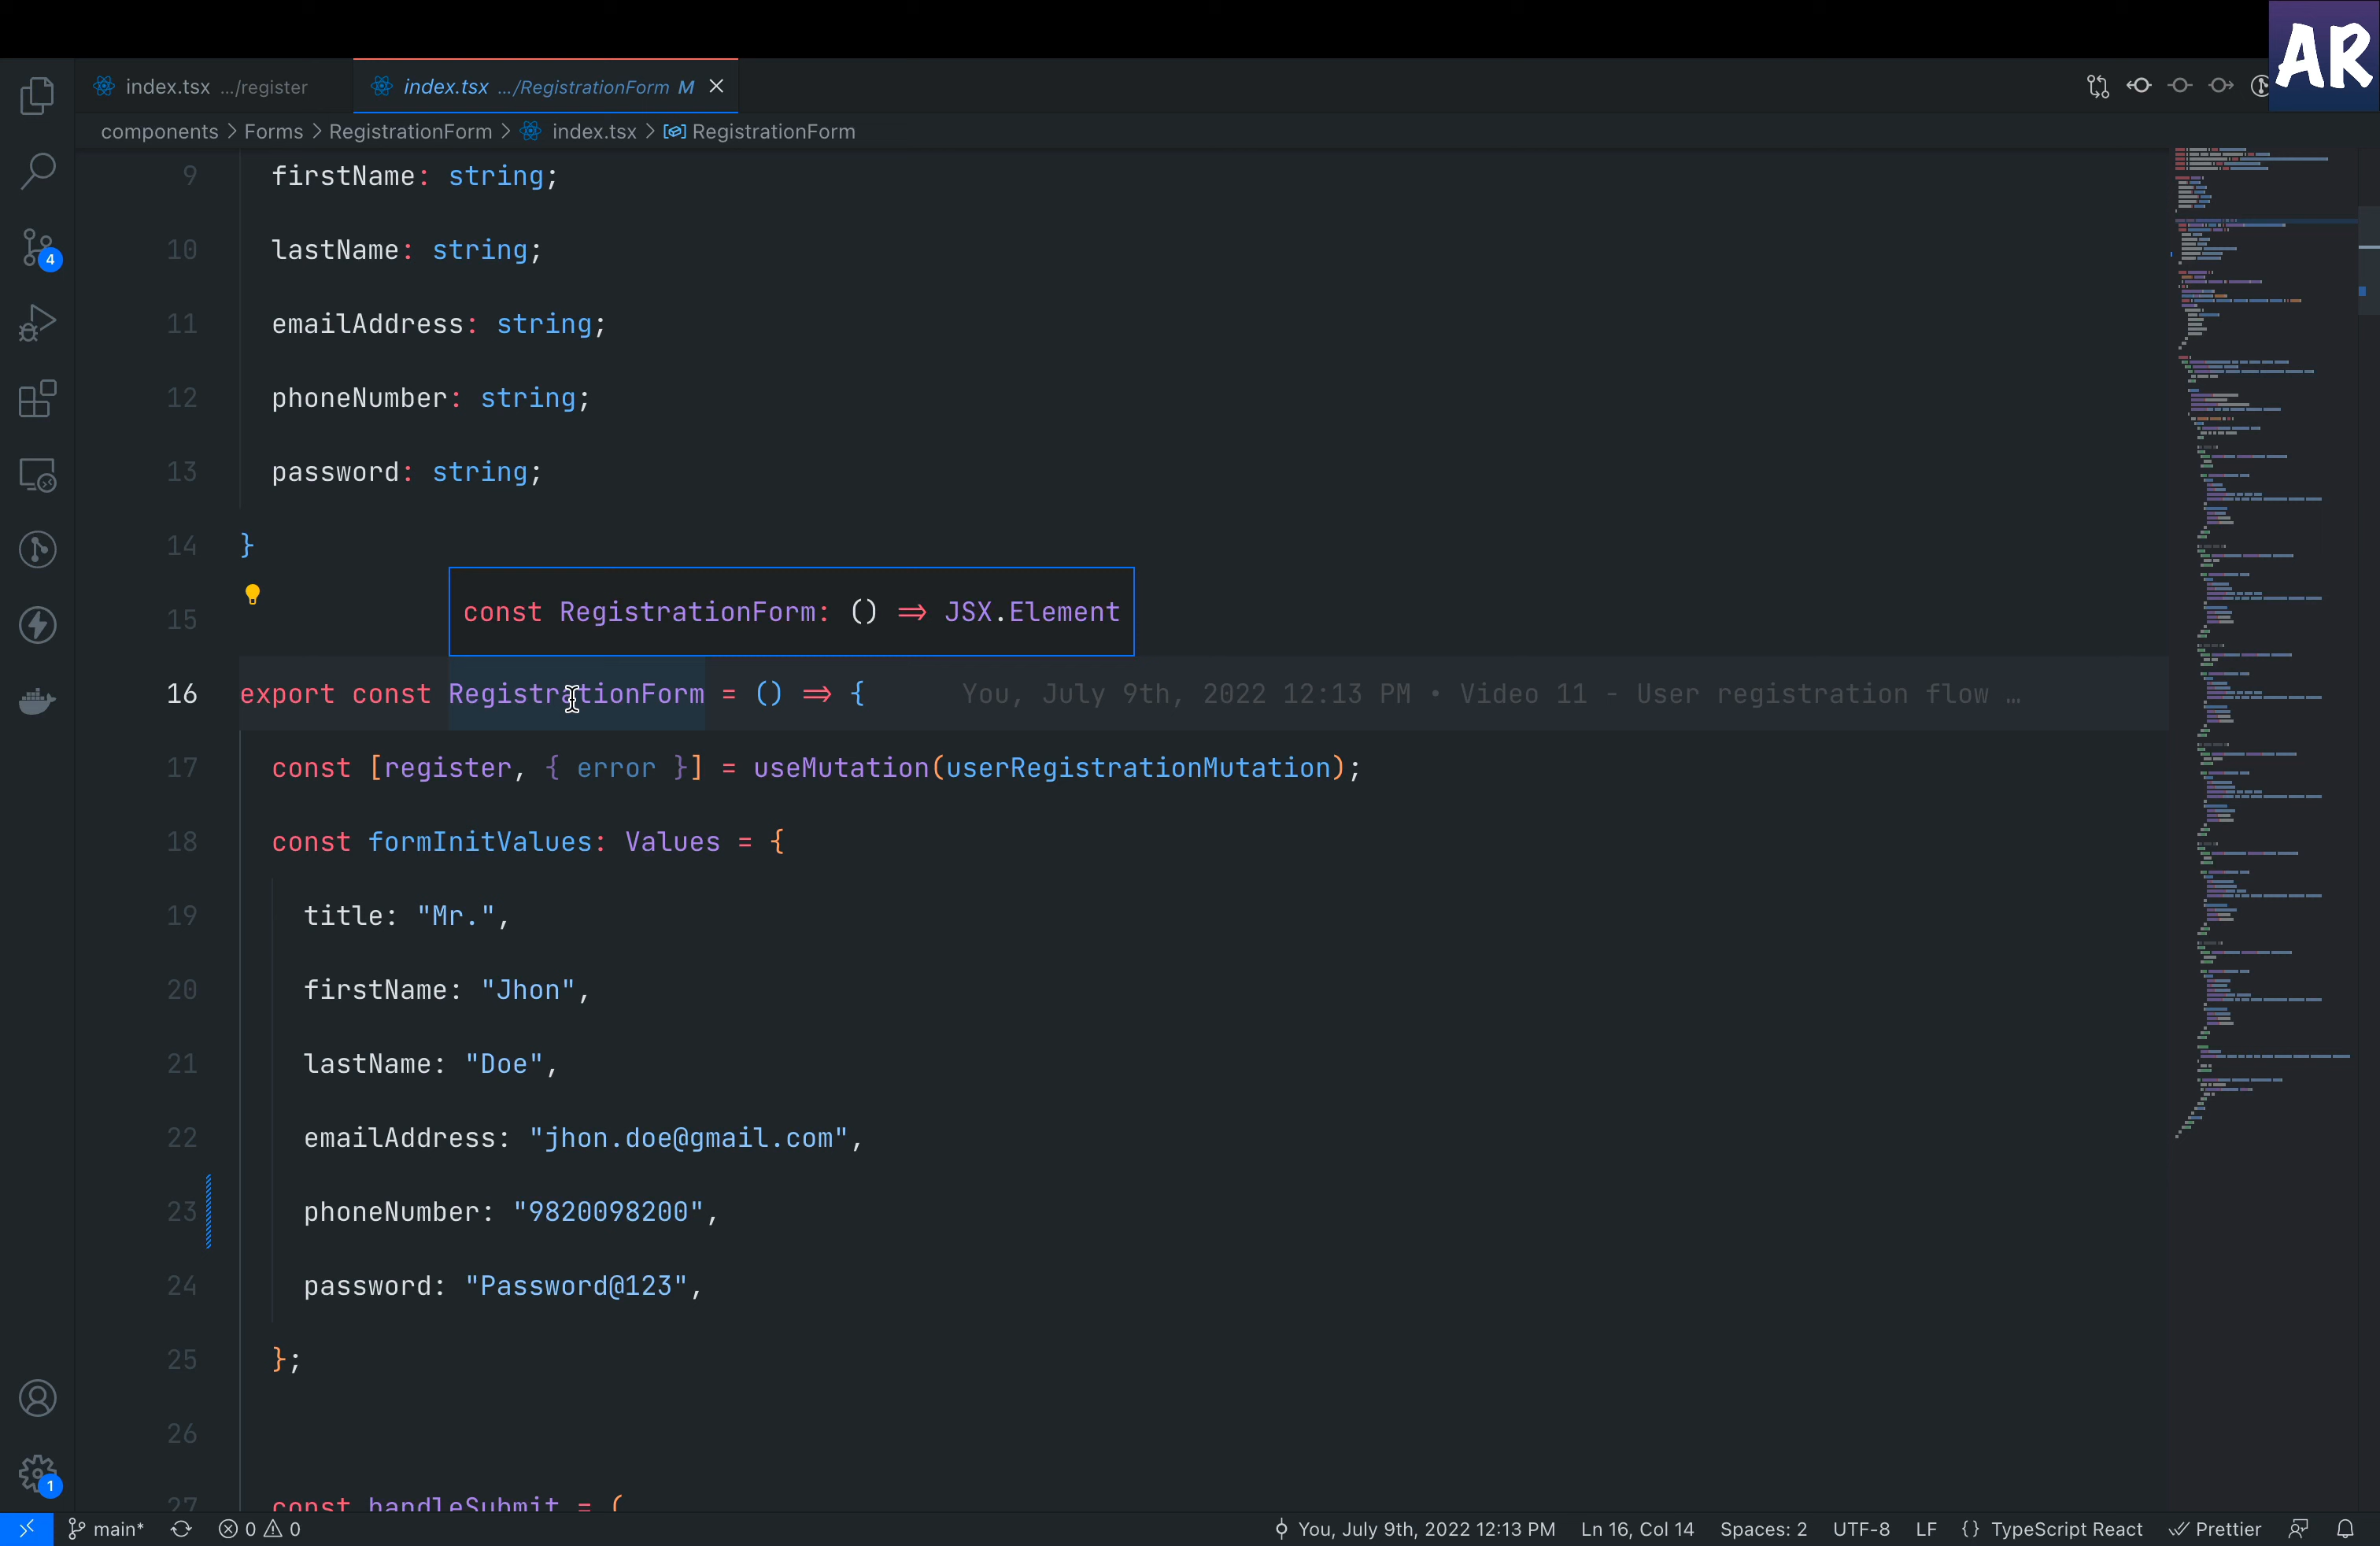 AR
index.tsx .../register
index.tsx .../RegistrationForm M
components > Forms > RegistrationForm > index.tsx > RegistrationForm
9 firstName: string;
10 lastName: string;
11 emailAddress: string;
12 phoneNumber: string;
13 password: string;
14 }
15
const RegistrationForm: () => JSX.Element
16 export const RegistrationForm = () => { You, July 9th, 2022 12:13 PM • Video 11 - User registration flow …
17 const [register, { error }] = useMutation(userRegistrationMutation);
18 const formInitValues: Values = {
19 title: "Mr.",
20 firstName: "Jhon",
21 lastName: "Doe",
22 emailAddress: "jhon.doe@gmail.com",
23 phoneNumber: "9820098200",
24 password: "Password@123",
25 };
26
27 const handleSubmit = (
4
1
main* 0 0 You, July 9th, 2022 12:13 PM Ln 16, Col 14 Spaces: 2 UTF-8 LF {} TypeScript React Prettier